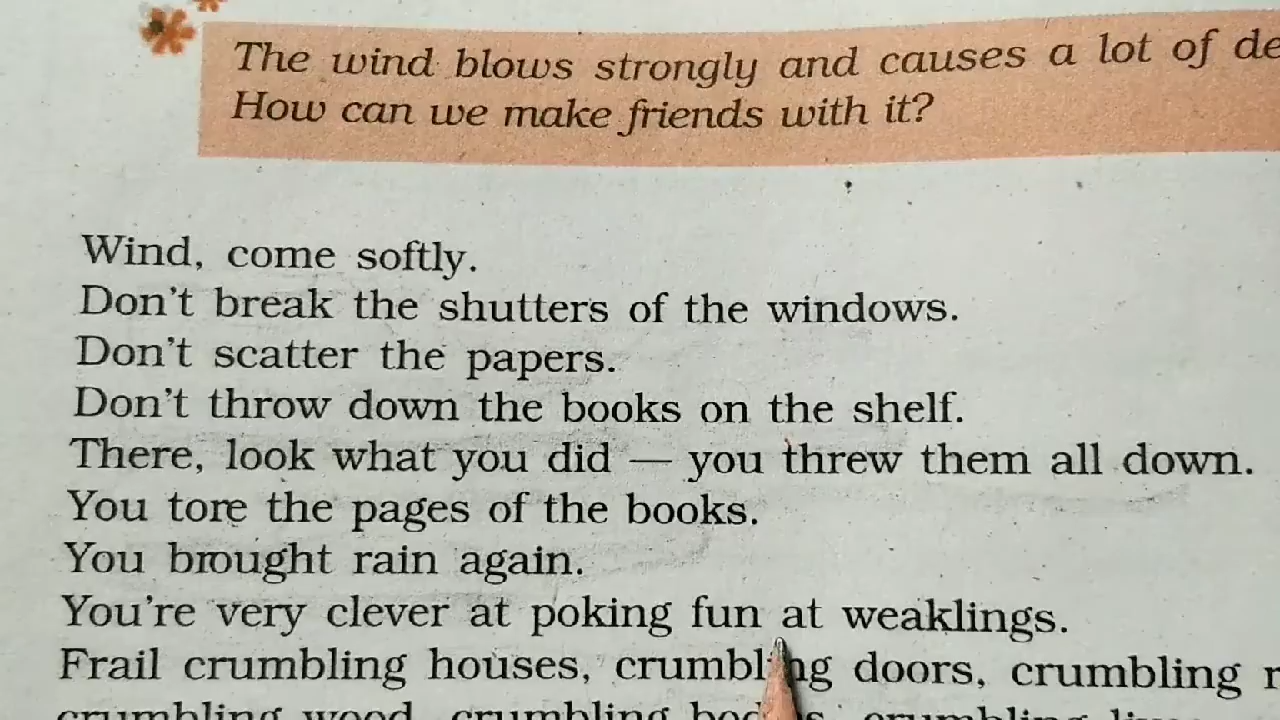 The wind blows strongly and causes a lot of
How can we make friends with it?
Wind, come softly.
Don't break the shutters of the windows.
Don't scatter the papers.
Don't throw down the books on the shelf.
There, look what you did — you threw them all down.
You tore the pages of the books.
You brought rain again.
You're very clever at poking fun at weaklings.
Frail crumbling houses, crumbling doors, crumbling
crumbling wood, crumbling